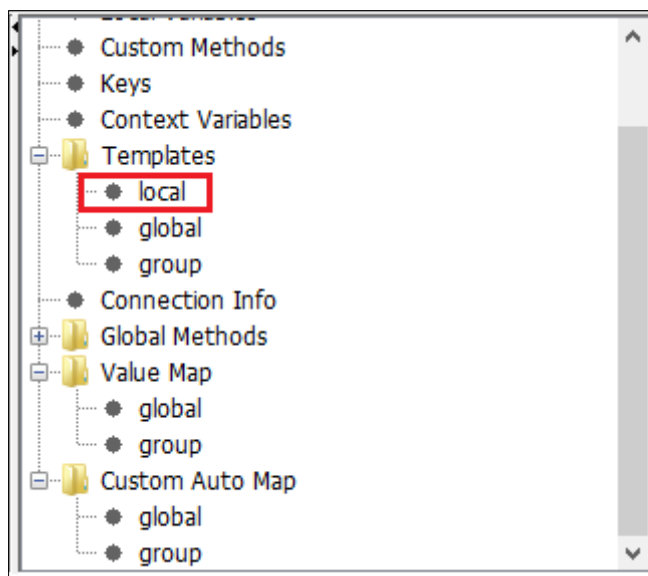 Custom Methods
Keys
Context Variables
Templates
local
global
group
Connection Info
Global Methods
Value Map
global
group
Custom Auto Map
global
group